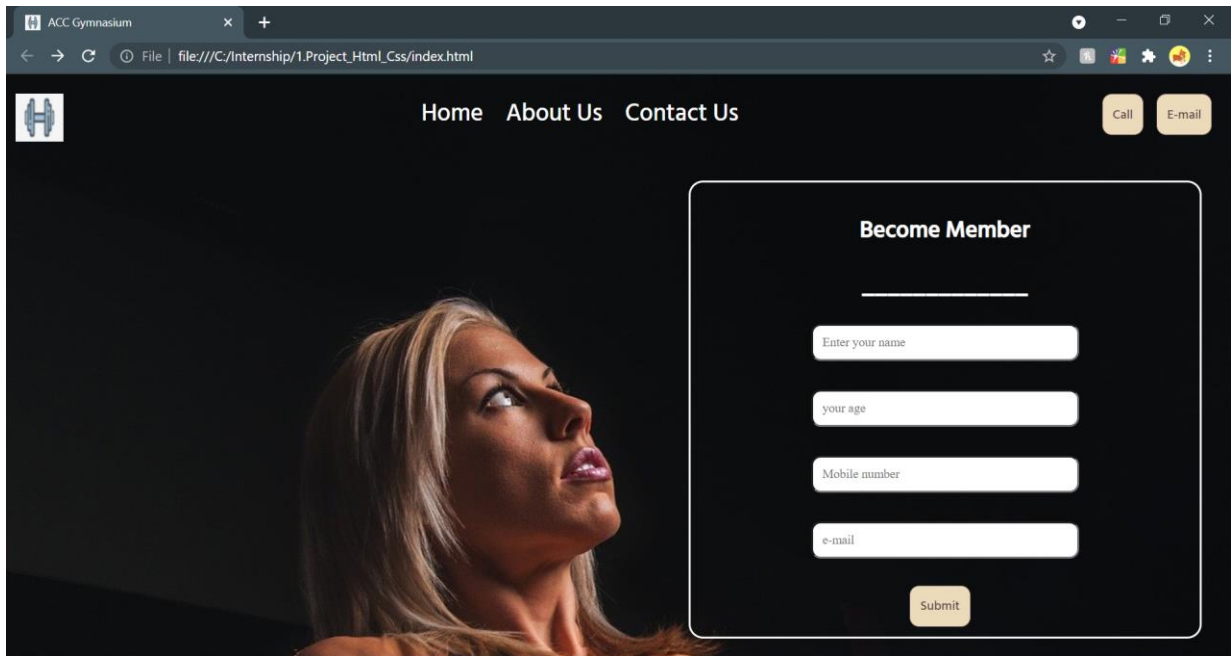 ACC Gymnasium
File | file:///C:/Internship/1.Project_Html_Css/index.html
Home About Us Contact Us
Call E-mail
Become Member
Enter your name
your age
Mobile number
e-mail
Submit